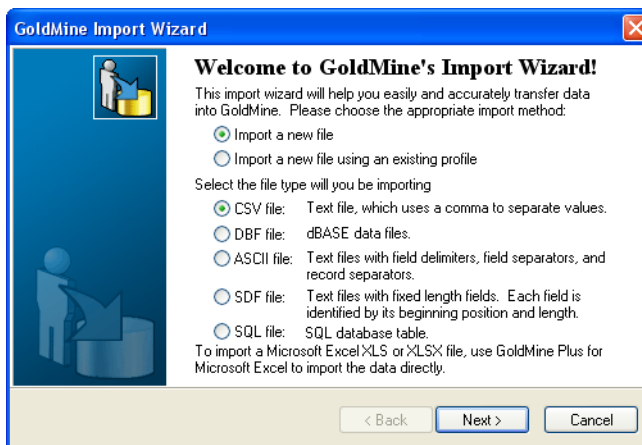 GoldMine Import Wizard
Welcome to GoldMine's Import Wizard!
This import wizard will help you easily and accurately transfer data
into GoldMine. Please choose the appropriate import method:
Import a new file
Import a new file using an existing profile
Select the file type will you be importing
CSV file: Text file, which uses a comma to separate values.
DBF file: dBASE data files.
ASCII file: Text files with field delimiters, field separators, and
record separators.
SDF file: Text files with fixed length fields. Each field is
identified by its beginning position and length.
SQL file: SQL database table.
To import a Microsoft Excel XLS or XLSX file, use GoldMine Plus for
Microsoft Excel to import the data directly.
< Back Next > Cancel